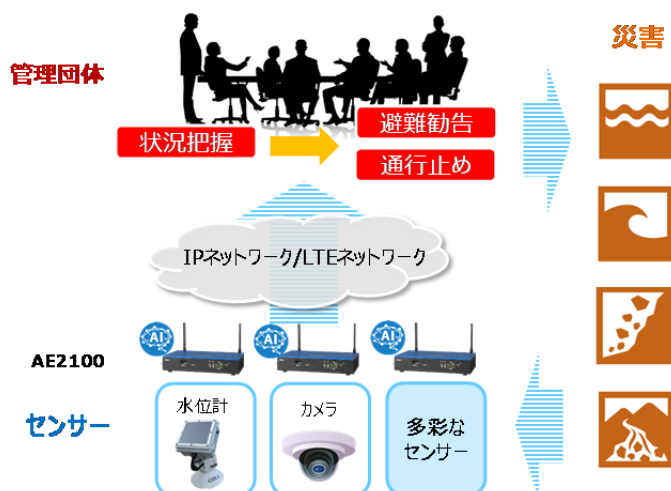 災害
管理団体
状況把握
避難勧告
通行止め
IPネットワーク/LTEネットワーク
AI
AI
AI
AE2100
センサー
水位計
カメラ
多彩な
センサー
OKI